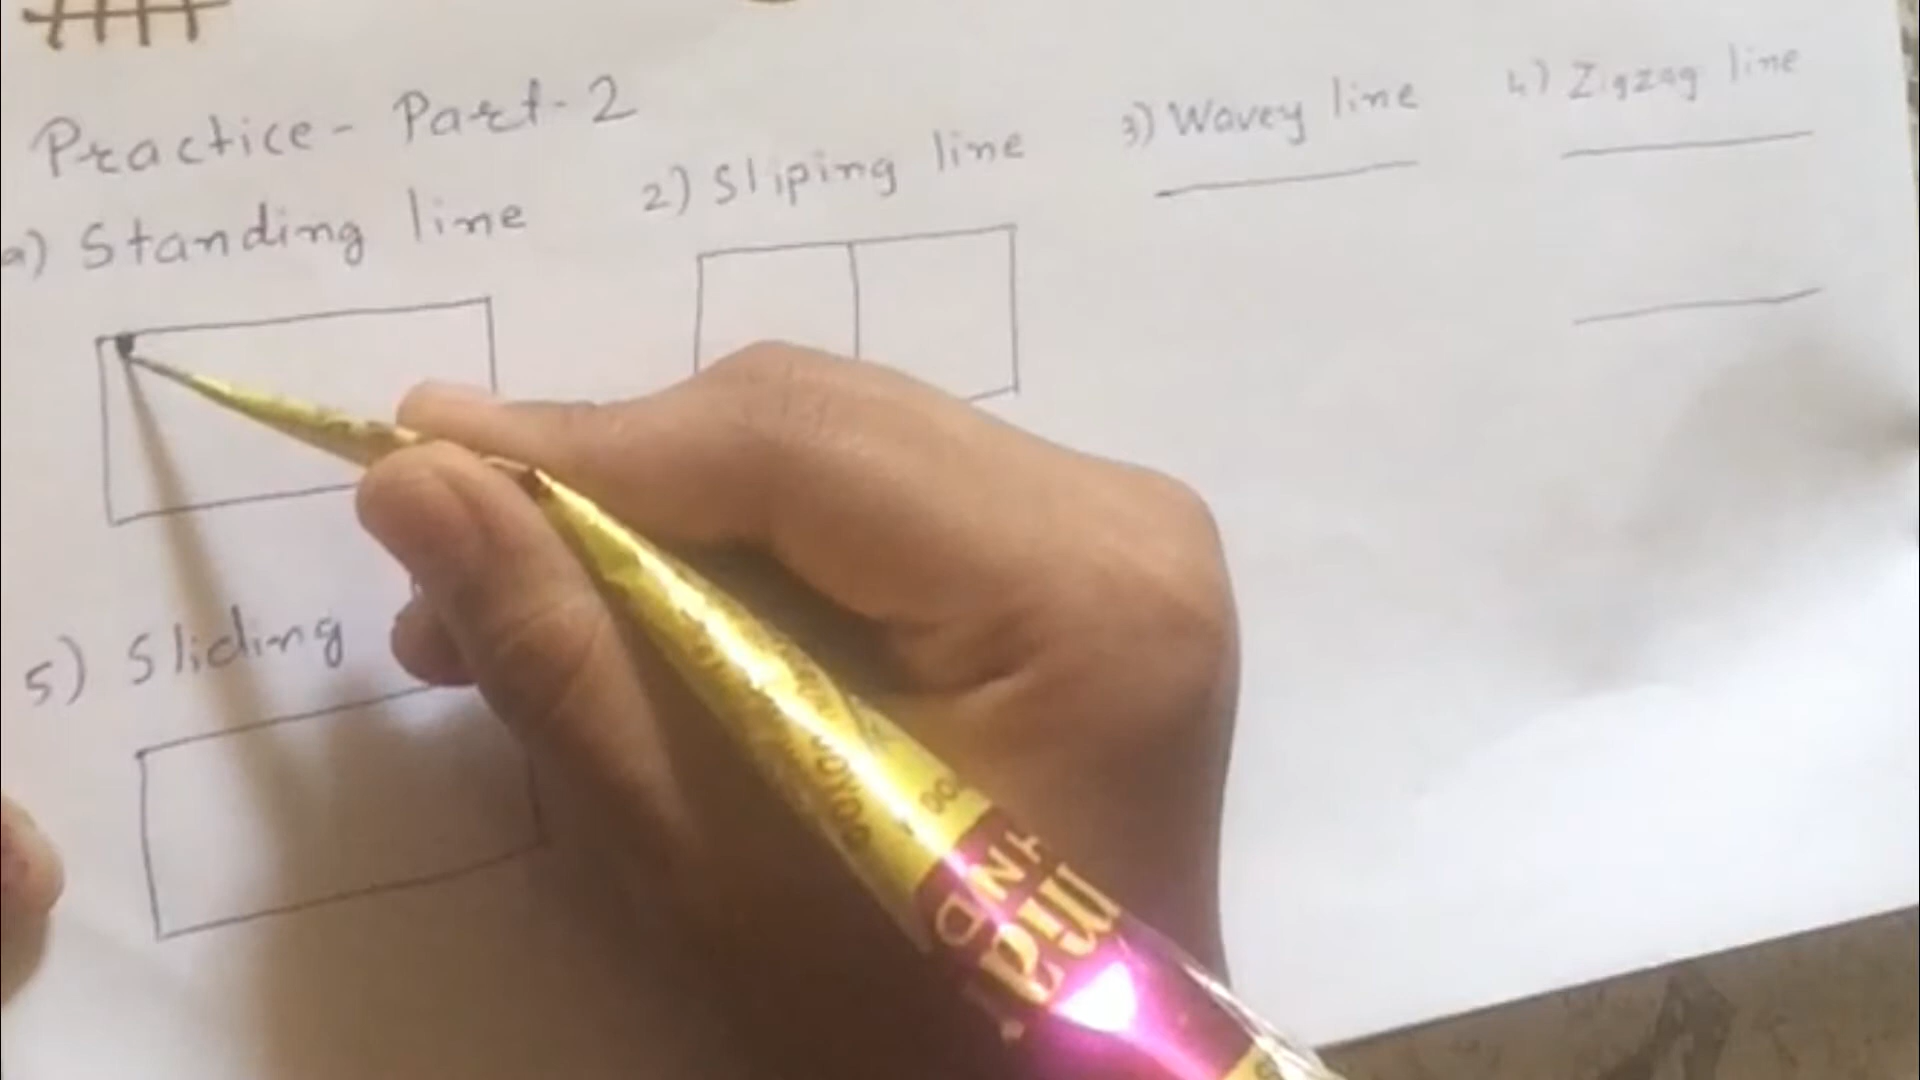 Practice - Part-2
a) Standing line
2) Sliping line
3) Wavey line
4) Zigzag line
5) Sliding